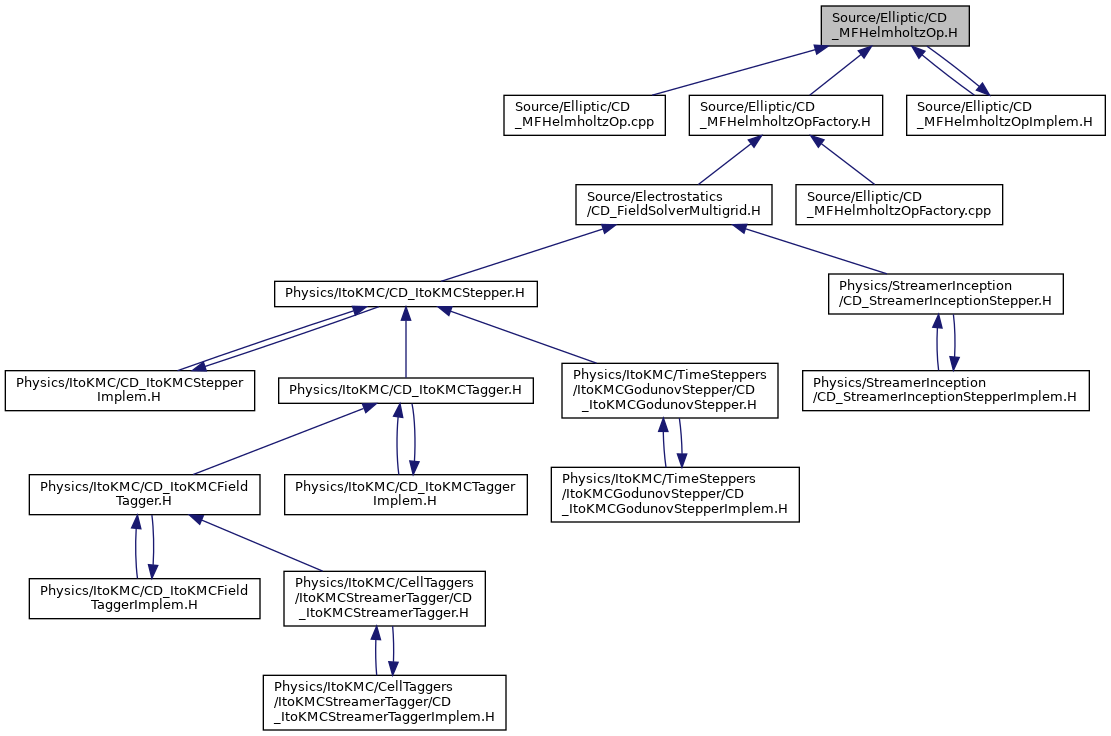 Source/Elliptic/CD
_MFHelmholtzOp.H
Source/Elliptic/CD
_MFHelmholtzOp.cpp
Source/Elliptic/CD
_MFHelmholtzOpFactory.H
Source/Elliptic/CD
_MFHelmholtzOpImplem.H
Source/Electrostatics
/CD_FieldSolverMultigrid.H
Source/Elliptic/CD
_MFHelmholtzOpFactory.cpp
Physics/ItoKMC/CD_ItoKMCStepper.H
Physics/StreamerInception
/CD_StreamerInceptionStepper.H
Physics/ItoKMC/CD_ItoKMCStepper
Implem.H
Physics/ItoKMC/CD_ItoKMCTagger.H
Physics/ItoKMC/TimeSteppers
/ItoKMCGodunovStepper/CD
_ItoKMCGodunovStepper.H
Physics/StreamerInception
/CD_StreamerInceptionStepperImplem.H
Physics/ItoKMC/CD_ItoKMCField
Tagger.H
Physics/ItoKMC/CD_ItoKMCTagger
Implem.H
Physics/ItoKMC/TimeSteppers
/ItoKMCGodunovStepper/CD
_ItoKMCGodunovStepperImplem.H
Physics/ItoKMC/CD_ItoKMCField
TaggerImplem.H
Physics/ItoKMC/CellTaggers
/ItoKMCStreamerTagger/CD
_ItoKMCStreamerTagger.H
Physics/ItoKMC/CellTaggers
/ItoKMCStreamerTagger/CD
_ItoKMCStreamerTaggerImplem.H